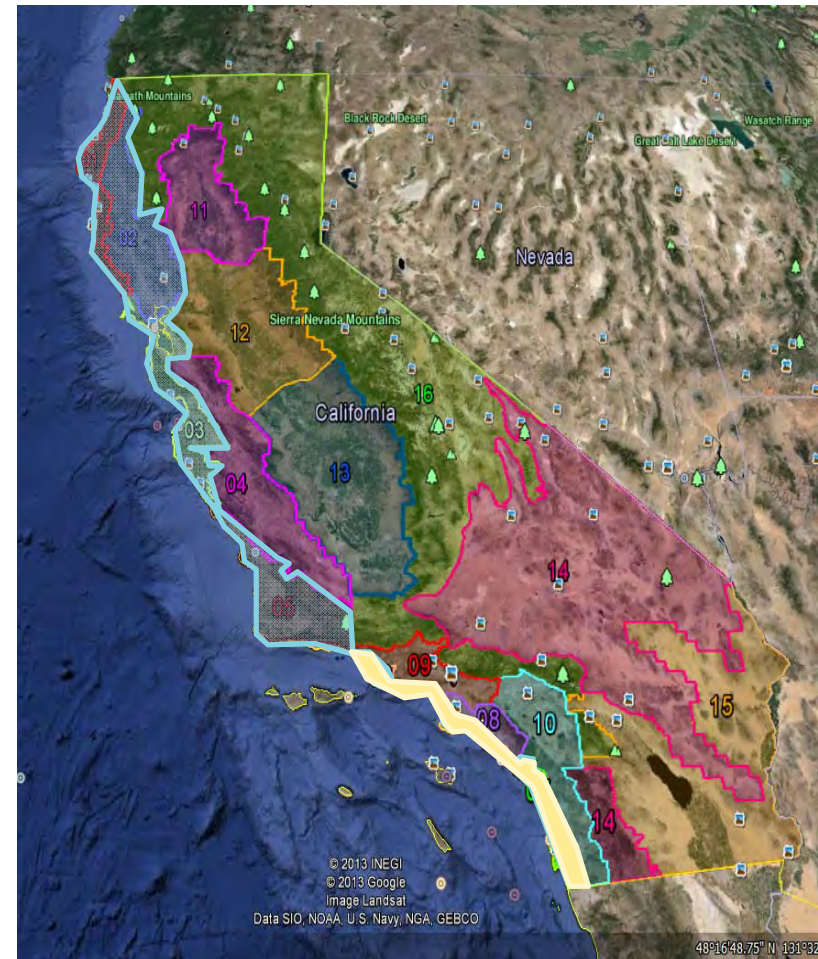 Black Rock Desert
Wasatch Range
Great Salt Lake Desert
11
02
Nevada
Sierra Nevada Mountains
12
16
California
03
04
13
14
05
09
15
08
10
14
© 2013 INEGI
© 2013 Google
Image Landsat
Data SIO, NOAA, U.S. Navy, NGA, GEBCO
48°16'48.75" N 131°32